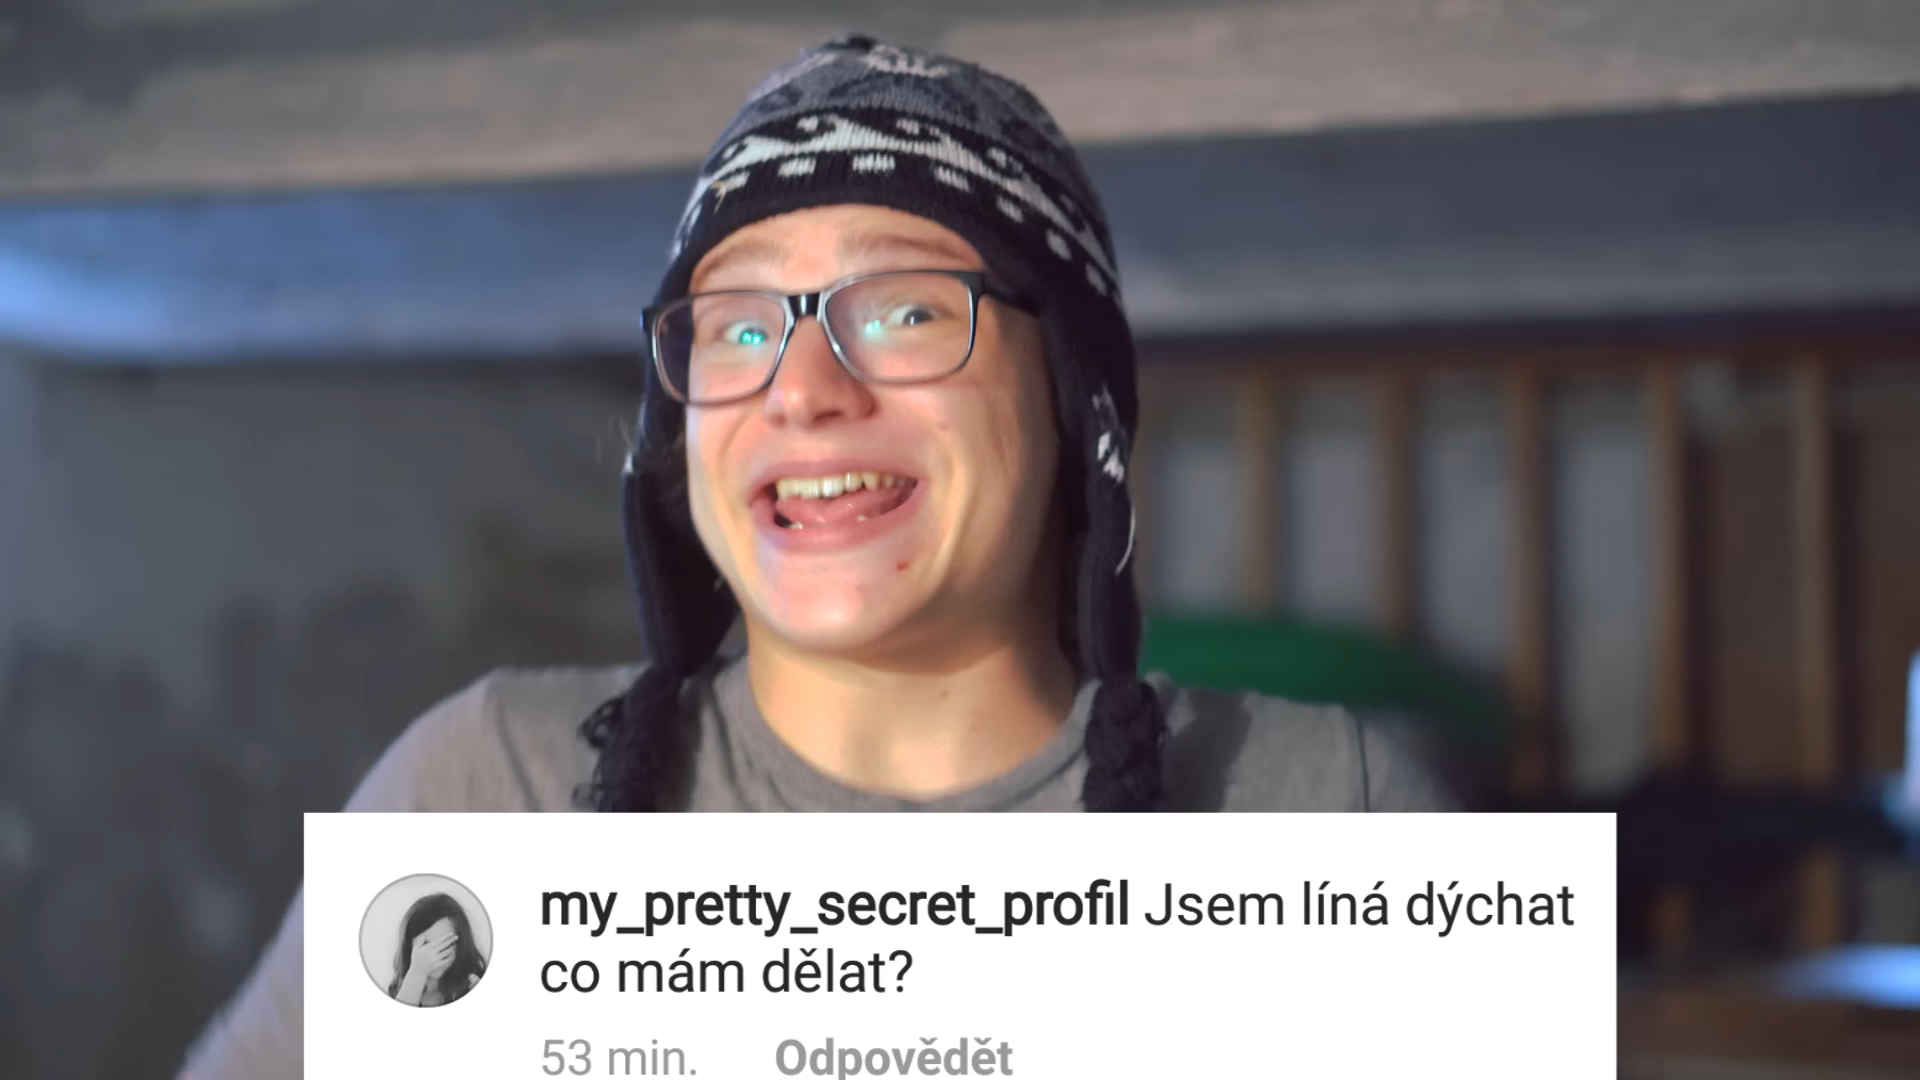 my_pretty_secret_profil Jsem líná dýchat
co mám dělat?
53 min. Odpovědět